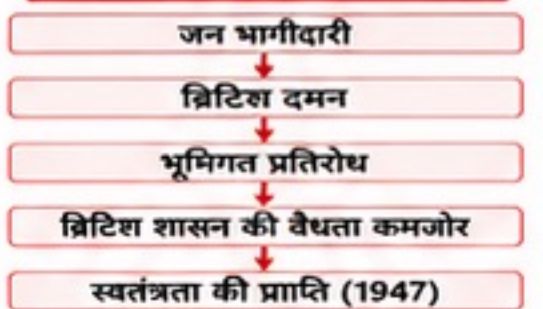 जन भागीदारी
ब्रिटिश दमन
भूमिगत प्रतिरोध
ब्रिटिश शासन की वैधता कमजोर
स्वतंत्रता की प्राप्ति (1947)